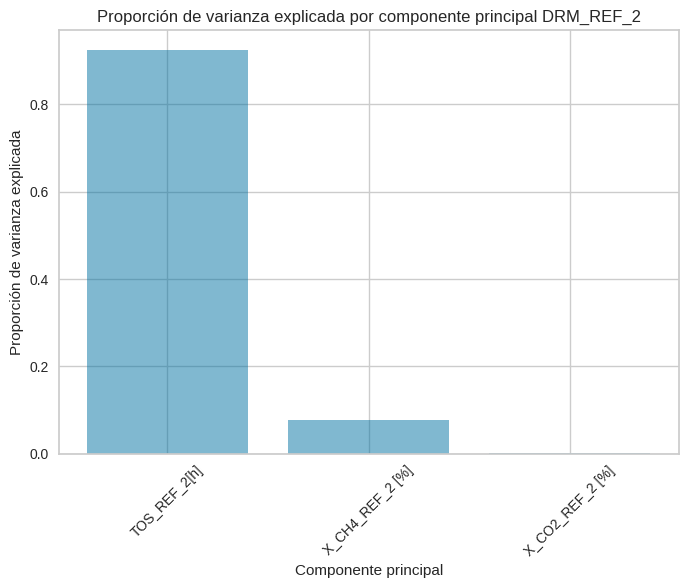 Proporción de varianza explicada por componente principal DRM_REF_2
Proporción de varianza explicada
0.8
0.6
0.4
0.2
0.0
TOS_REF_2[h]
X_CH4_REF_2 [%]
X_CO2_REF_2 [%]
Componente principal